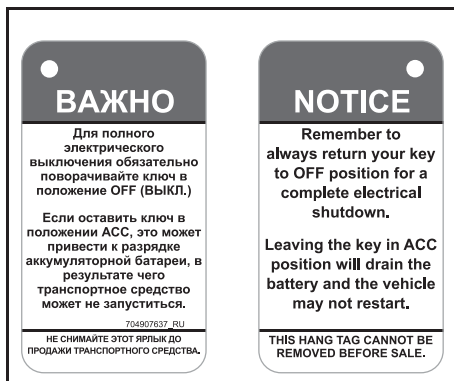 ВАЖНО
Для полного
электрического
выключения обязательно
поворачивайте ключ в
положение OFF (ВЫКЛ.)
Если оставить ключ в
положении ACC, это может
привести к разрядке
аккумуляторной батареи, в
результате чего
транспортное средство
может не запуститься.
704907637_RU
НЕ СНИМАЙТЕ ЭТОТ ЯРЛЫК ДО
ПРОДАЖИ ТРАНСПОРТНОГО СРЕДСТВА.
NOTICE
Remember to
always return your key
to OFF position for a
complete electrical
shutdown.
Leaving the key in ACC
position will drain the
battery and the vehicle
may not restart.
THIS HANG TAG CANNOT BE
REMOVED BEFORE SALE.